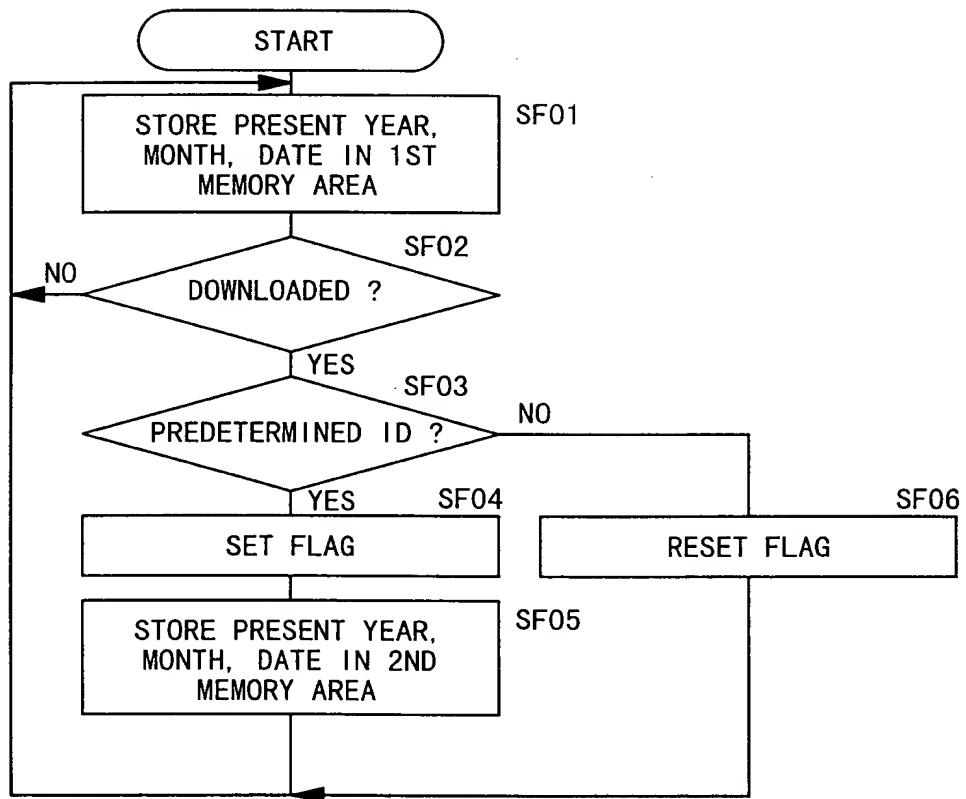 START
STORE PRESENT YEAR,
MONTH, DATE IN 1ST
MEMORY AREA
SF01
SF02
NO
DOWNLOADED ?
YES
SF03
PREDETERMINED ID ?
NO
YES
SF04
SET FLAG
SF06
RESET FLAG
STORE PRESENT YEAR,
MONTH, DATE IN 2ND
MEMORY AREA
SF05